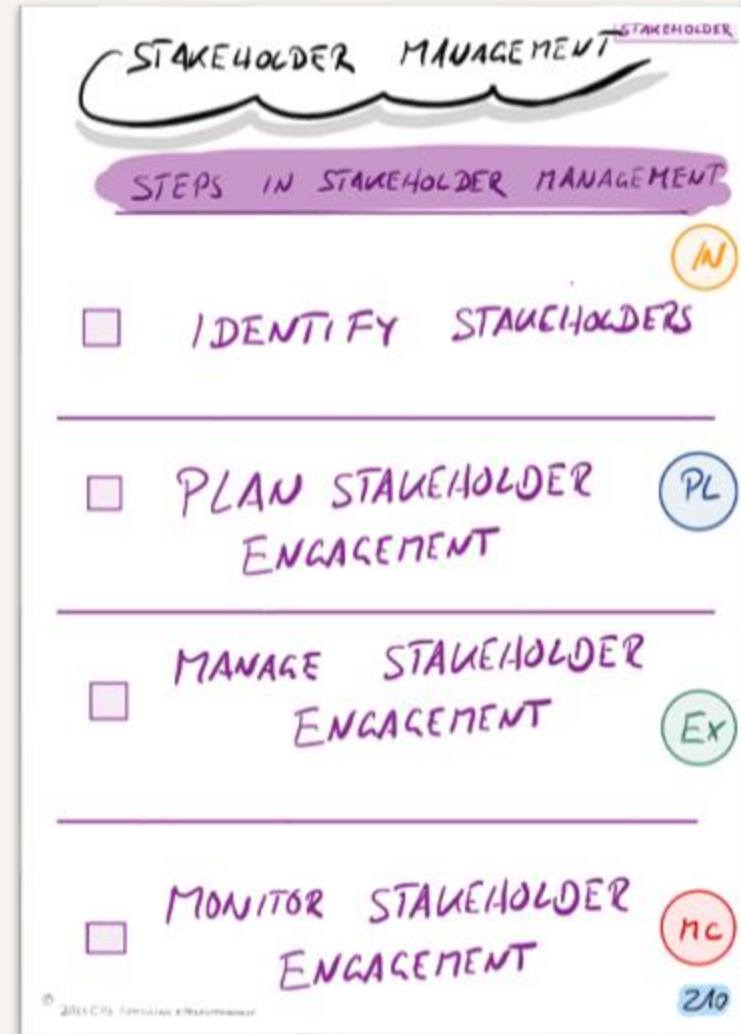 STAKEHOLDER
STAKEHOLDER MANAGEMENT
STEPS IN STAKEHOLDER MANAGEMENT
IN
IDENTIFY STAKEHOLDERS
PLAN STAKEHOLDER
ENGAGEMENT
PL
MANAGE STAKEHOLDER
ENGAGEMENT
EX
MONITOR STAKEHOLDER
ENGAGEMENT
MC
©
210